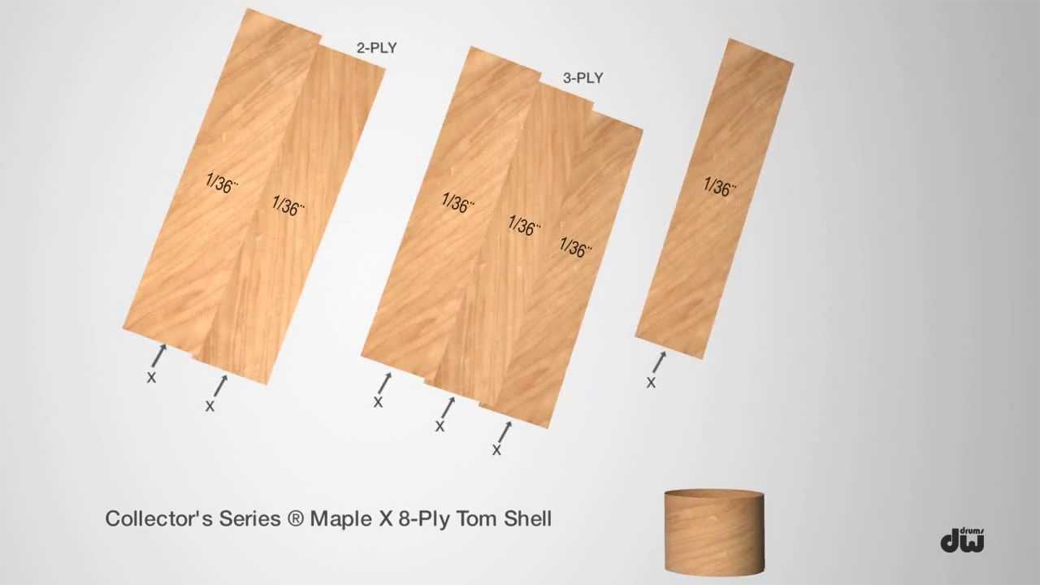 2-PLY
3-PLY
1/36¨
1/36¨
1/36¨
1/36¨
1/36¨
1/36¨
X
X
X
X
X
X
Collector's Series ® Maple X 8-Ply Tom Shell
drums
dw